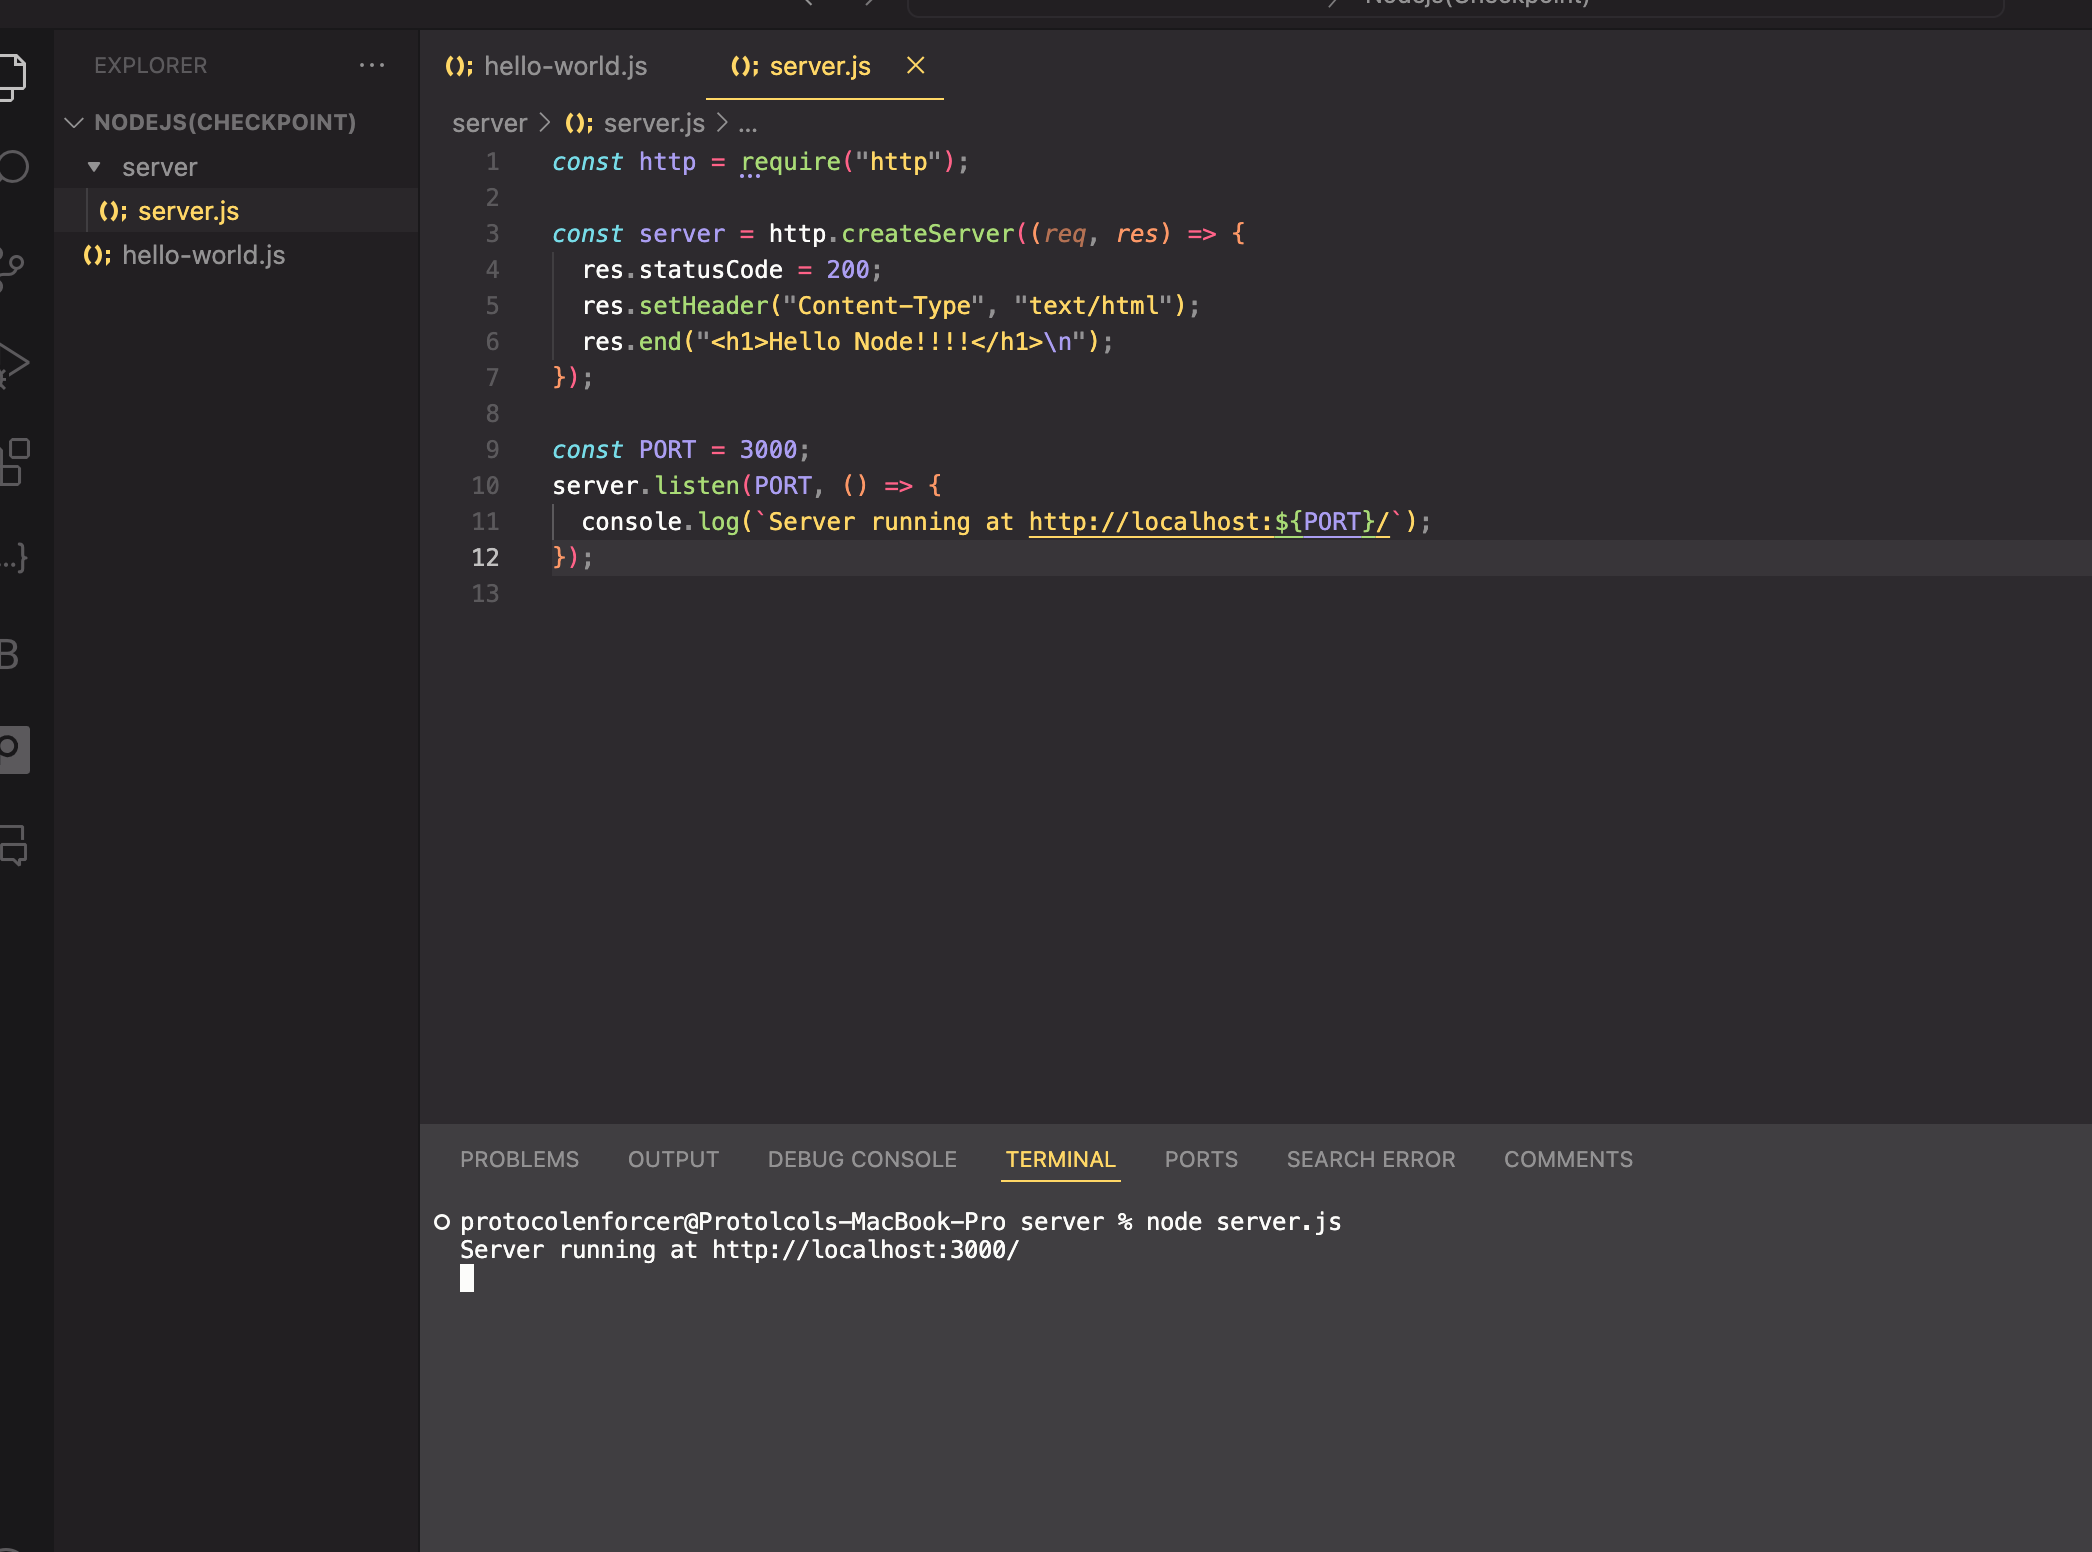 Nodejs(Checkpoint)
EXPLORER
NODEJS(CHECKPOINT)
server
server.js
hello-world.js
hello-world.js
server.js
server > server.js > ...
1 const http = require("http");
2
3 const server = http.createServer((req, res) => {
4 res.statusCode = 200;
5 res.setHeader("Content-Type", "text/html");
6 res.end("<h1>Hello Node!!!!</h1>\n");
7 });
8
9 const PORT = 3000;
10 server.listen(PORT, () => {
11 console.log(`Server running at http://localhost:${PORT}/`);
12 });
13
PROBLEMS OUTPUT DEBUG CONSOLE TERMINAL PORTS SEARCH ERROR COMMENTS
protocolenforcer@Protolcols-MacBook-Pro server % node server.js
Server running at http://localhost:3000/